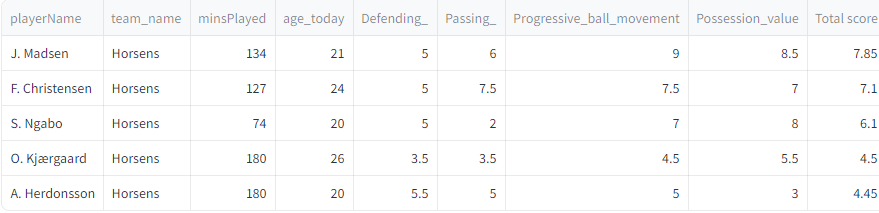 playerName team_name minsPlayed age_today Defending_ Passing_ Progressive_ball_movement Possession_value Total score
J. Madsen Horsens 134 21 5 6 9 8.5 7.85
F. Christensen Horsens 127 24 5 7.5 7.5 7 7.1
S. Ngabo Horsens 74 20 5 2 7 8 6.1
O. Kjærgaard Horsens 180 26 3.5 3.5 4.5 5.5 4.5
A. Herdonsson Horsens 180 20 5.5 5 5 3 4.45